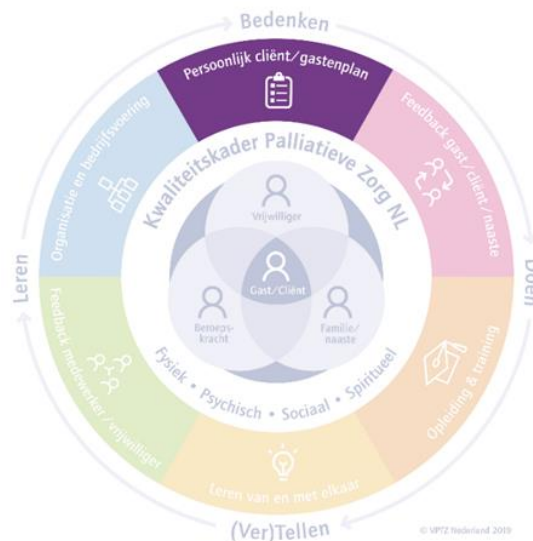 Bedenken
Persoonlijk cliënt/gastenplan
Organisatie en bedrijfsvoering
Feedback gast/cliënt/naaste
Kwaliteitskader Palliatieve Zorg NL
Vrijwilliger
Gast/Cliënt
Leren
Doen
Beroeps-
kracht
Familie/
naaste
Feedback medewerker/vrijwilliger
Fysiek • Psychisch • Sociaal • Spiritueel
Opleiding & training
Leren van en met elkaar
(Ver)Tellen
© VPTZ Nederland 2019